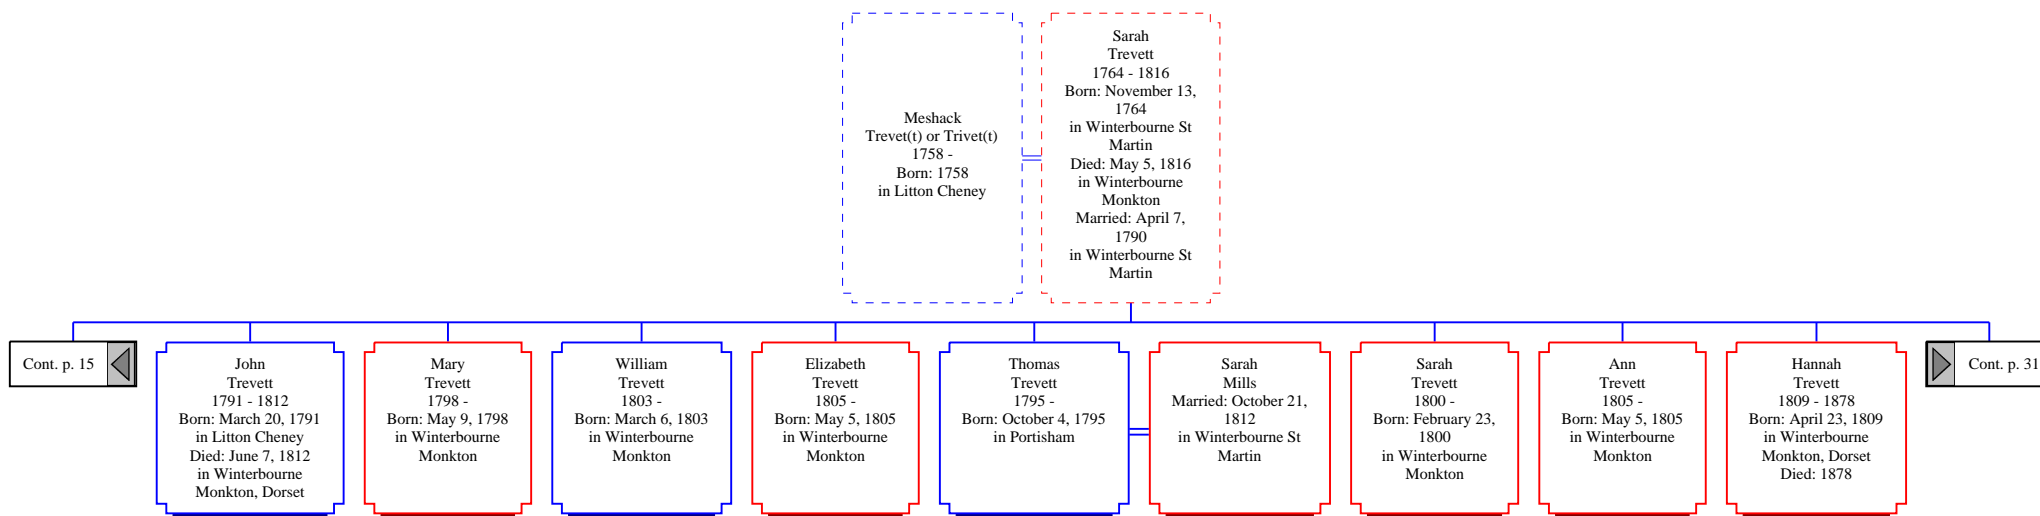 Meshack
Trevet(t) or Trivet(t)
1758 -
Born: 1758
in Litton Cheney
Sarah
Trevett
1764 - 1816
Born: November 13,
1764
in Winterbourne St
Martin
Died: May 5, 1816
in Winterbourne
Monkton
Married: April 7,
1790
in Winterbourne St
Martin
Cont. p. 15
John
Trevett
1791 - 1812
Born: March 20, 1791
in Litton Cheney
Died: June 7, 1812
in Winterbourne
Monkton, Dorset
Mary
Trevett
1798 -
Born: May 9, 1798
in Winterbourne
Monkton
William
Trevett
1803 -
Born: March 6, 1803
in Winterbourne
Monkton
Elizabeth
Trevett
1805 -
Born: May 5, 1805
in Winterbourne
Monkton
Thomas
Trevett
1795 -
Born: October 4, 1795
in Portisham
Sarah
Mills
Married: October 21,
1812
in Winterbourne St
Martin
Sarah
Trevett
1800 -
Born: February 23,
1800
in Winterbourne
Monkton
Ann
Trevett
1805 -
Born: May 5, 1805
in Winterbourne
Monkton
Hannah
Trevett
1809 - 1878
Born: April 23, 1809
in Winterbourne
Monkton, Dorset
Died: 1878
Cont. p. 31